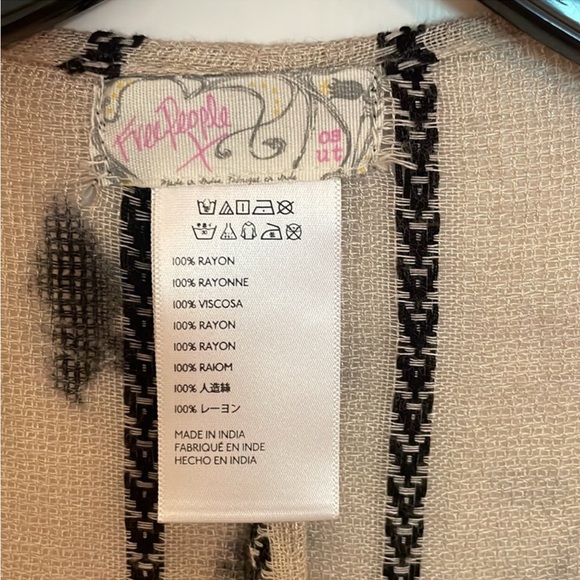 Free People
os
ut
Made in India Fabriqué en Inde
100% RAYON
100% RAYONNE
100% VISCOSA
100% RAYON
100% RAYON
100% RAIOM
100% 人造絲
100% レーヨン
MADE IN INDIA
FABRIQUÉ EN INDE
HECHO EN INDIA